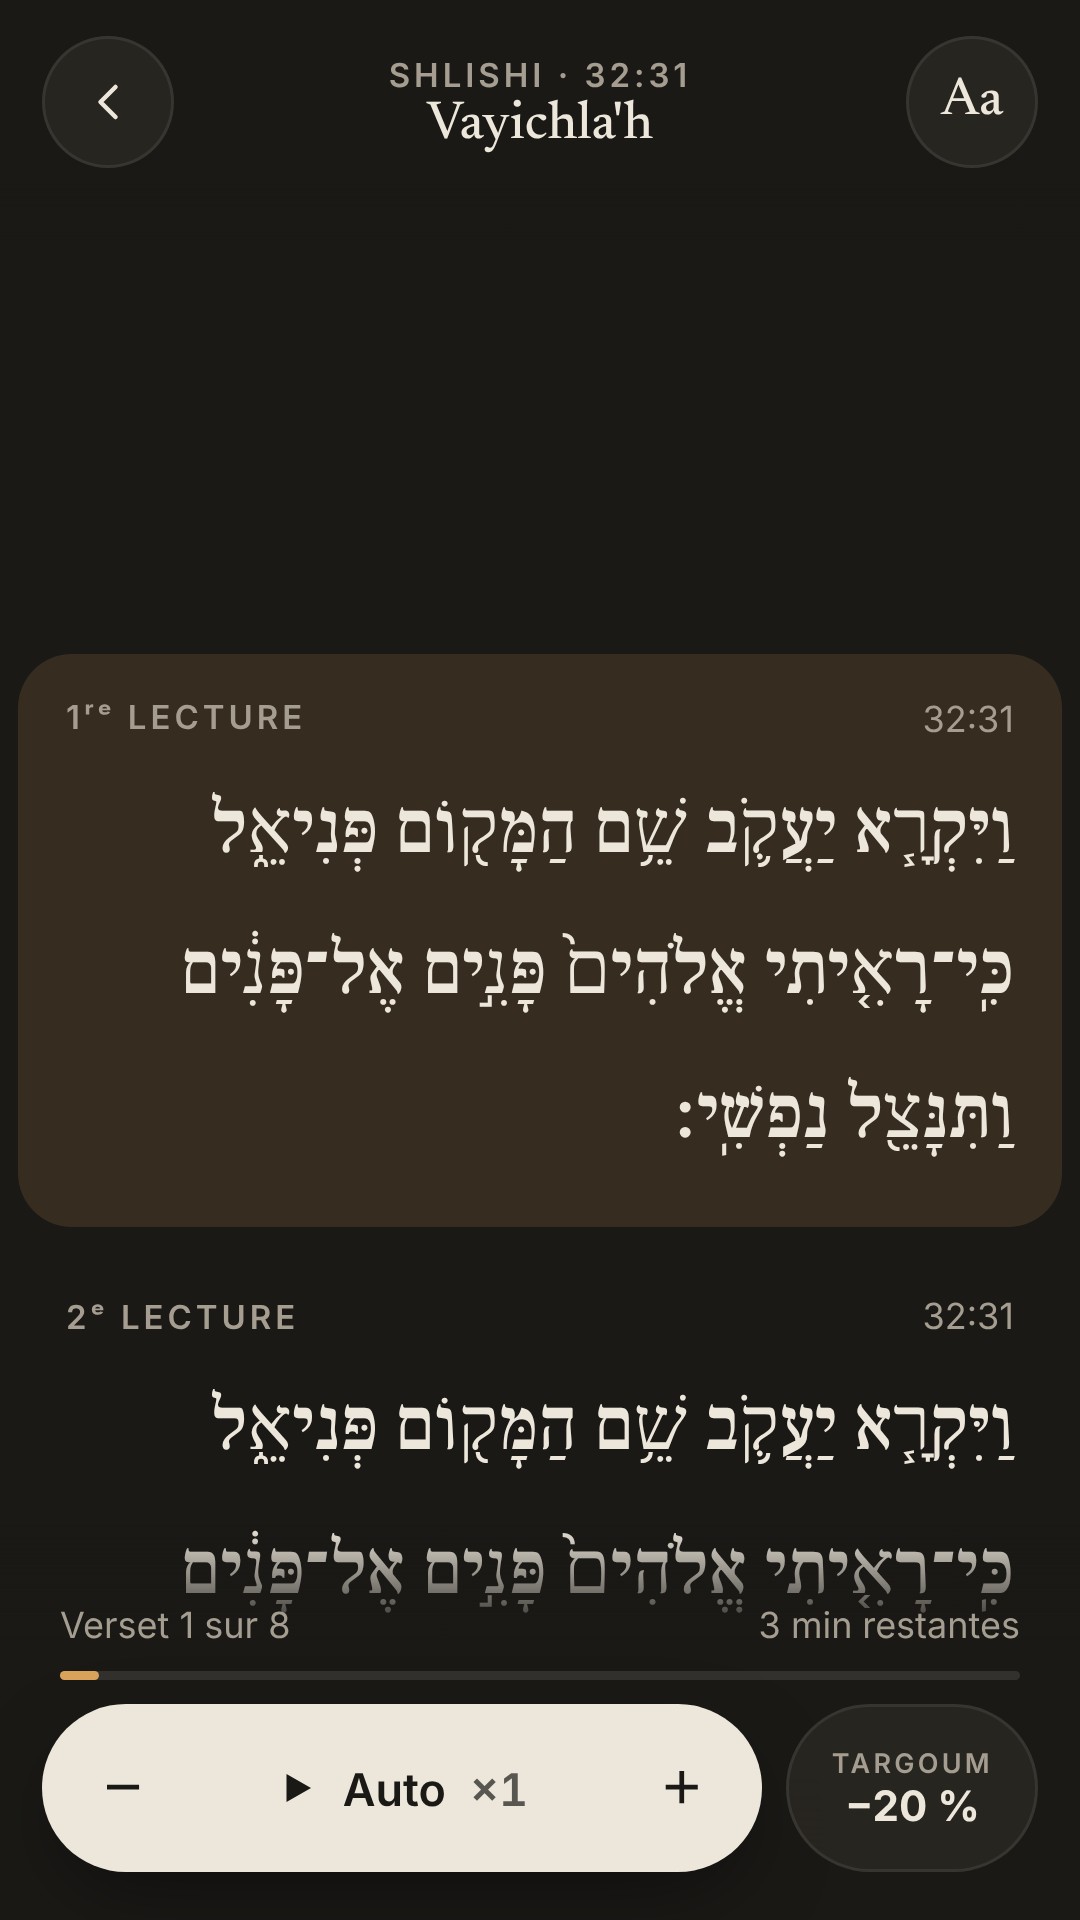 SHLISHI · 32:31
Vayichla'h
Aa
1ʳᵉ LECTURE 32:31
וַיִּקְרָ֧א יַעֲקֹ֛ב שֵׁ֥ם הַמָּק֖וֹם פְּנִיאֵ֑ל
כִּֽי־רָאִ֤יתִי אֱלֹהִים֙ פָּנִ֣ים אֶל־פָּנִ֔ים
וַתִּנָּצֵ֖ל נַפְשִֽׁי׃
2ᵉ LECTURE 32:31
וַיִּקְרָ֧א יַעֲקֹ֛ב שֵׁ֥ם הַמָּק֖וֹם פְּנִיאֵ֑ל
כִּֽי־רָאִ֤יתִי אֱלֹהִים֙ פָּנִ֣ים אֶל־פָּנִ֔ים
Verset 1 sur 8 3 min restantes
− ▶ Auto ×1 +
TARGOUM
−20 %